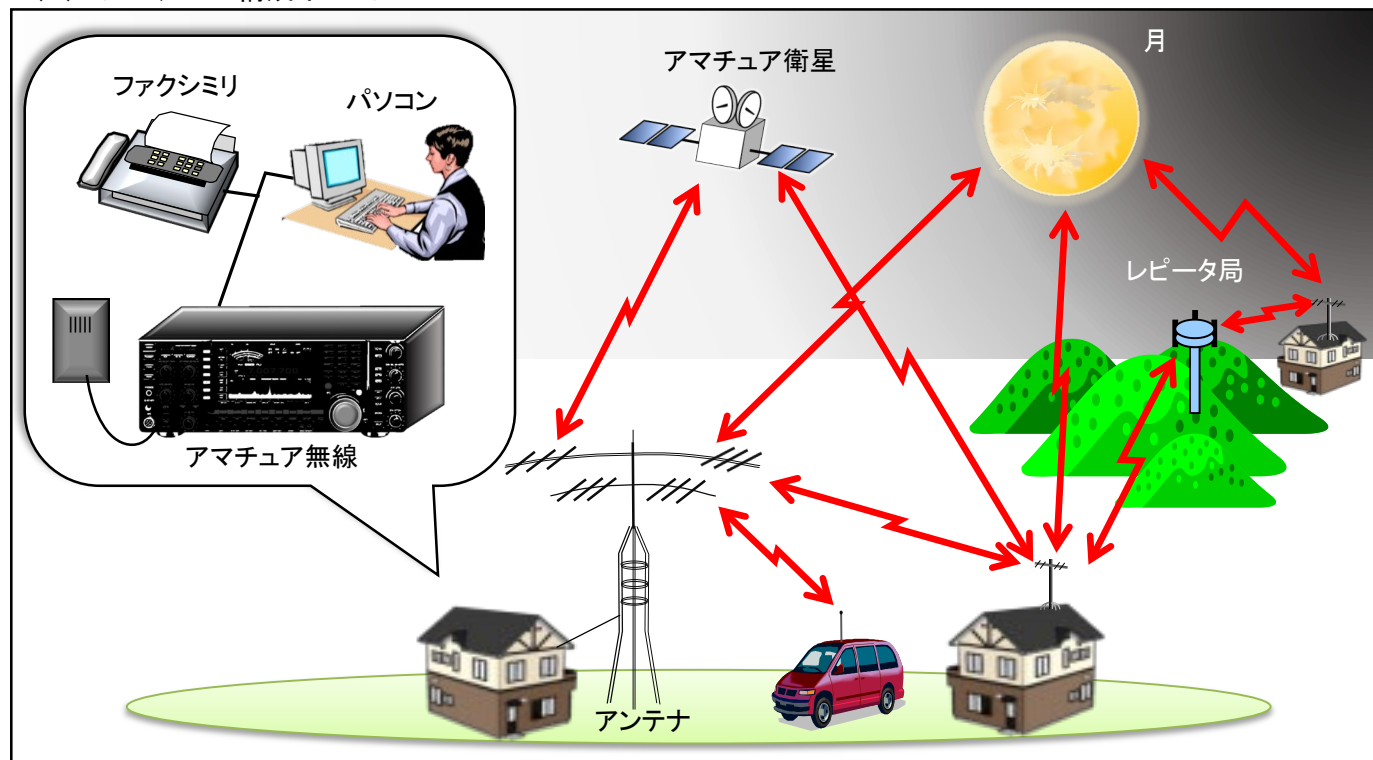 ファクシミリ
パソコン
アマチュア無線
アマチュア衛星
月
レピータ局
アンテナ